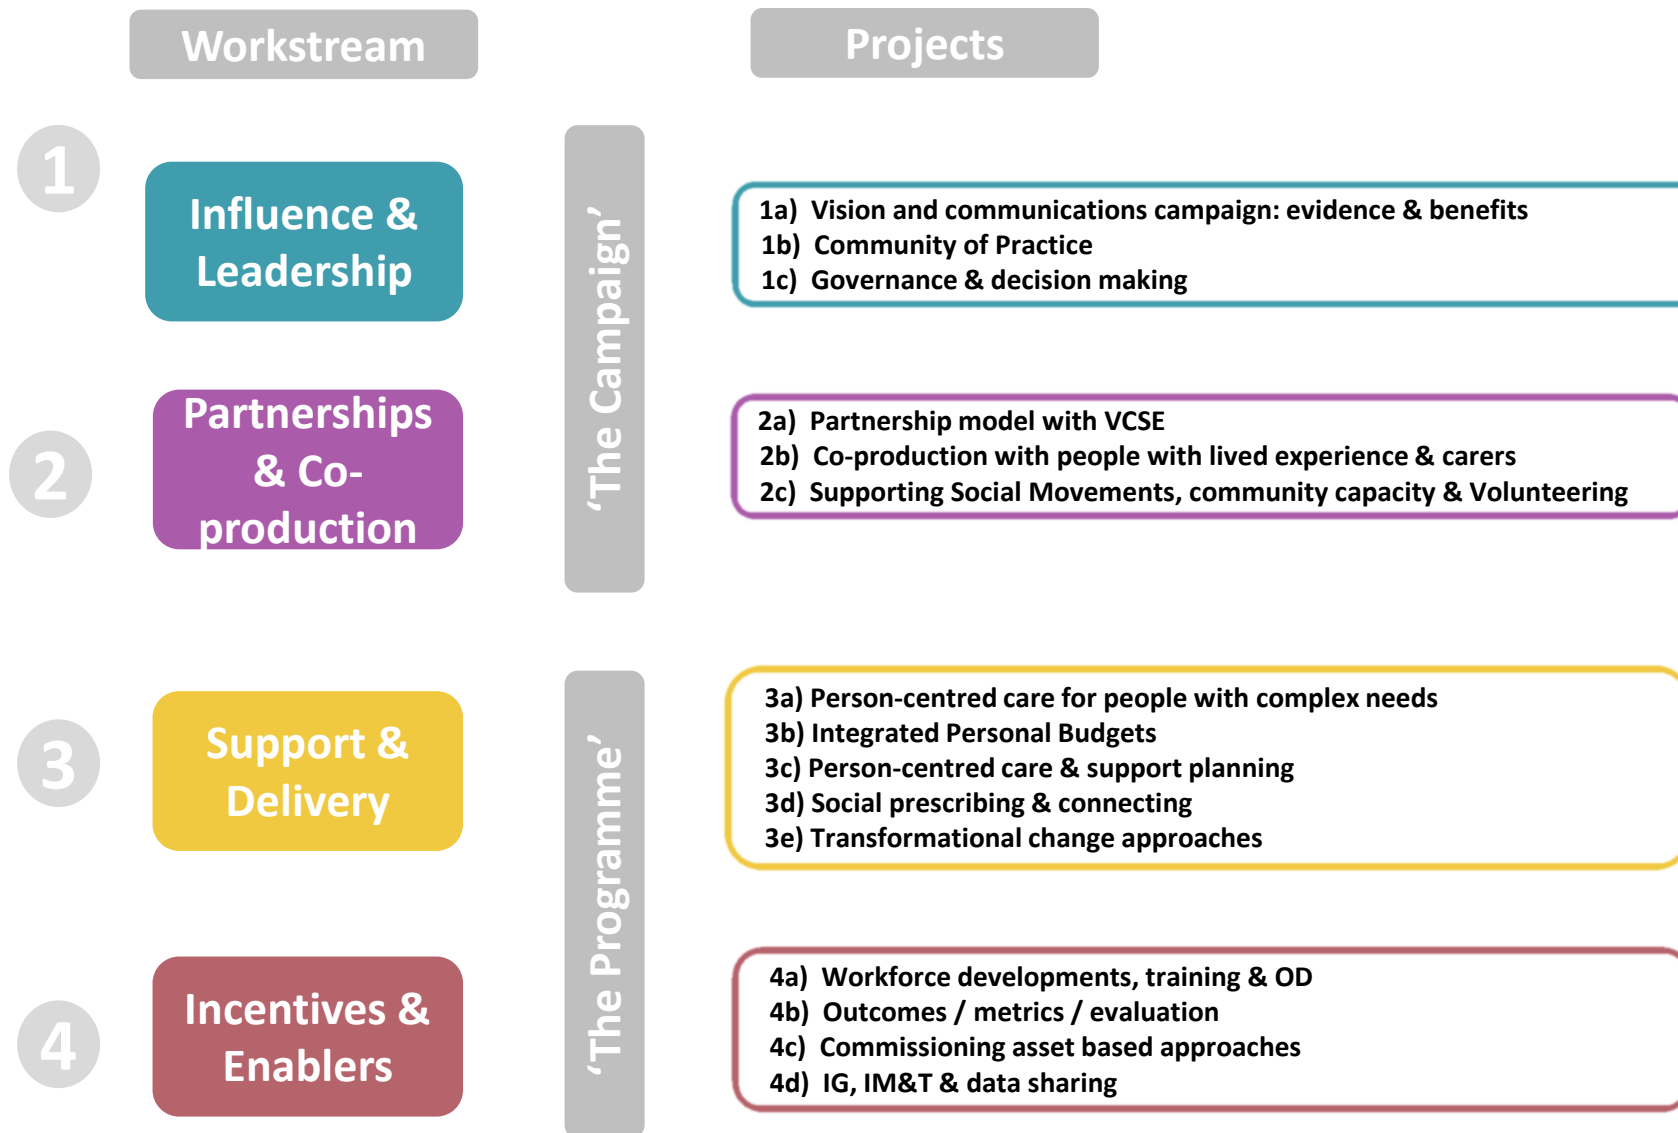 Workstream
Projects
1
Influence &
Leadership
'The Campaign'
1a) Vision and communications campaign: evidence & benefits
1b) Community of Practice
1c) Governance & decision making
2
Partnerships
& Co-
production
2a) Partnership model with VCSE
2b) Co-production with people with lived experience & carers
2c) Supporting Social Movements, community capacity & Volunteering
3
Support &
Delivery
'The Programme'
3a) Person-centred care for people with complex needs
3b) Integrated Personal Budgets
3c) Person-centred care & support planning
3d) Social prescribing & connecting
3e) Transformational change approaches
4
Incentives &
Enablers
4a) Workforce developments, training & OD
4b) Outcomes / metrics / evaluation
4c) Commissioning asset based approaches
4d) IG, IM&T & data sharing